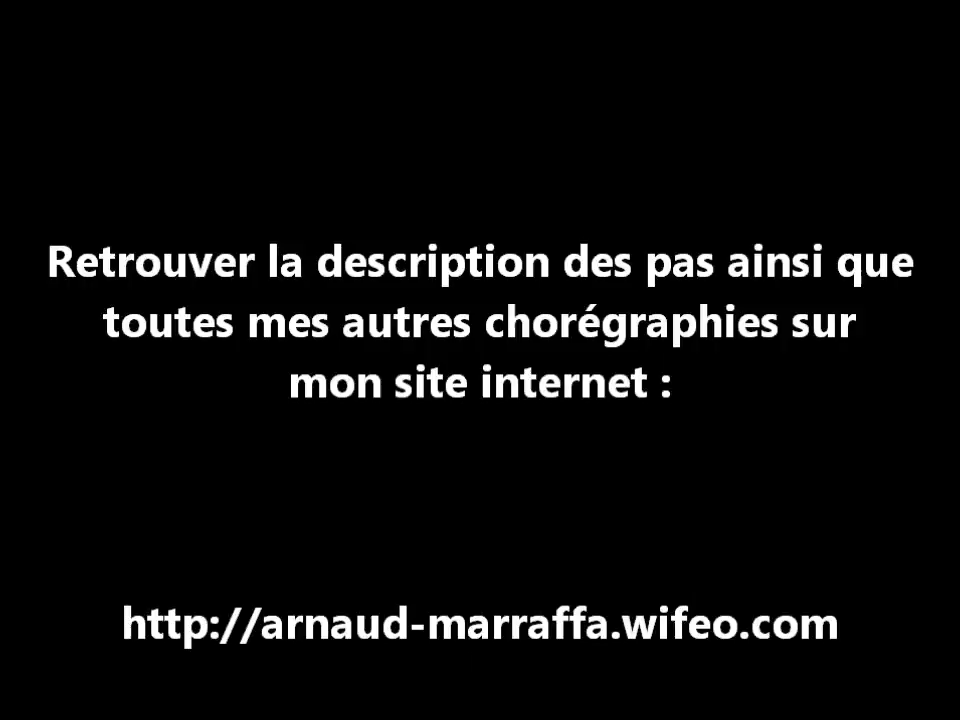 Retrouver la description des pas ainsi que
toutes mes autres chorégraphies sur
mon site internet :
http://arnaud-marraffa.wifeo.com